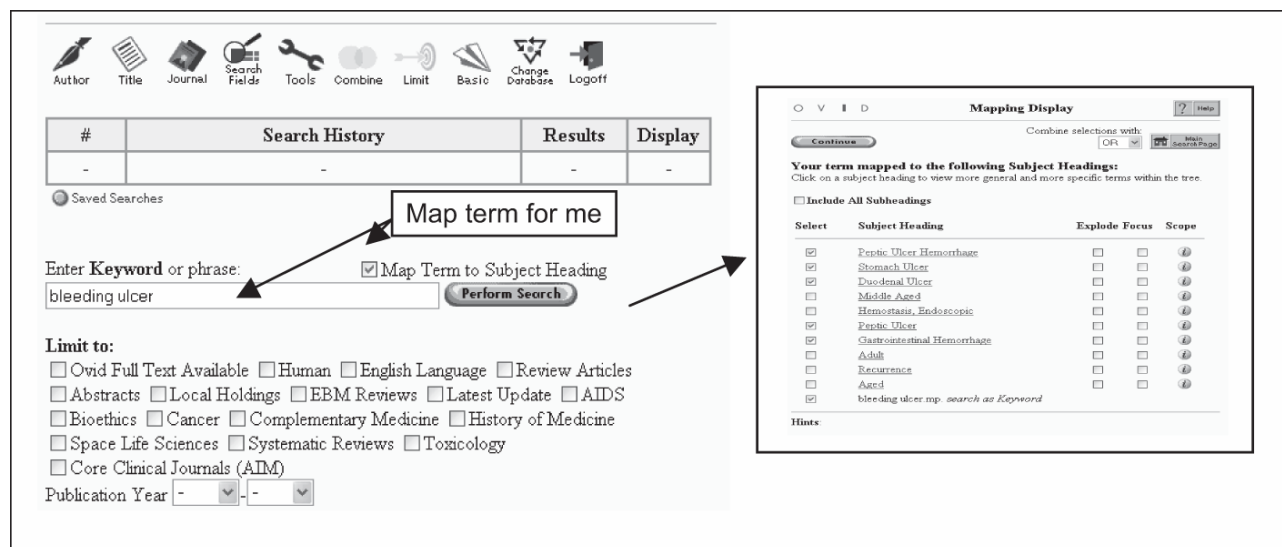 Author Title Journal Search Fields Tools Combine Limit Basic Change Database Logoff
# Search History Results Display
- - - -
Saved Searches
Map term for me
Enter Keyword or phrase: Map Term to Subject Heading
bleeding ulcer Perform Search
Limit to:
Ovid Full Text Available Human English Language Review Articles
Abstracts Local Holdings EBM Reviews Latest Update AIDS
Bioethics Cancer Complementary Medicine History of Medicine
Space Life Sciences Systematic Reviews Toxicology
Core Clinical Journals (AIM)
Publication Year - - -
O V I D Mapping Display ? Help
Combine selections with:
Continue OR Main Search Page
Your term mapped to the following Subject Headings:
Click on a subject heading to view more general and more specific terms within the tree.
Include All Subheadings
Select Subject Heading Explode Focus Scope
Peptic Ulcer Hemorrhage i
Stomach Ulcer i
Duodenal Ulcer i
Middle Aged i
Hemostasis, Endoscopic i
Peptic Ulcer i
Gastrointestinal Hemorrhage i
Adult i
Recurrence i
Aged i
bleeding ulcer.mp. search as Keyword
Hints: